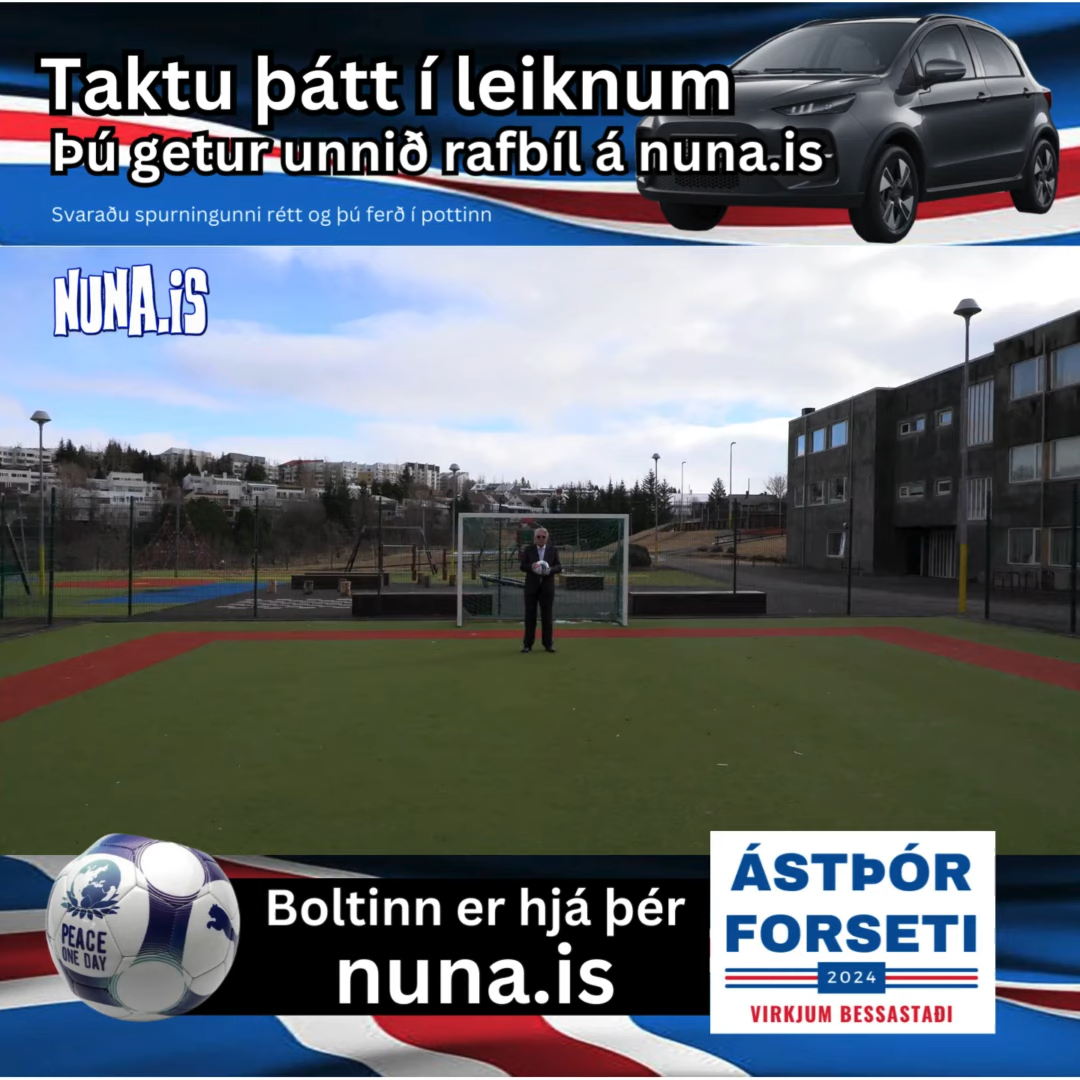 Taktu þátt í leiknum
Þú getur unnið rafbíl á nuna.is
Svaraðu spurningunni rétt og þú ferð í pottinn
NUNA.iS
PEACE
ONE DAY
Boltinn er hjá þér
nuna.is
ÁSTÞÓR
FORSETI
2024
VIRKJUM BESSASTAÐI